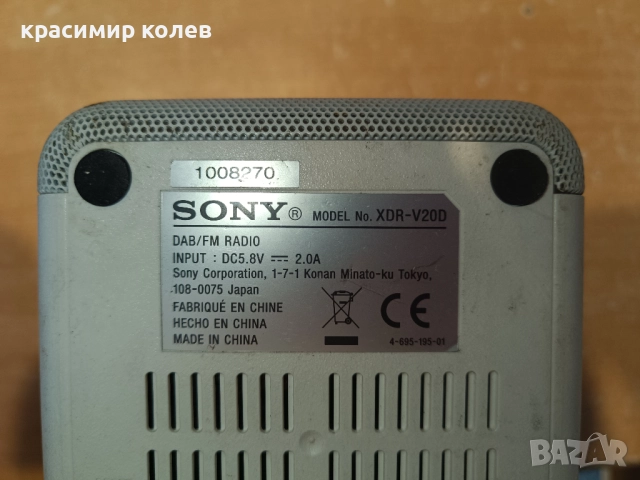 красимир колев
1008270
SONY® MODEL No. XDR-V20D
DAB/FM RADIO
INPUT : DC5.8V ⎓ 2.0A
Sony Corporation, 1-7-1 Konan Minato-ku Tokyo,
108-0075 Japan
FABRIQUÉ EN CHINE
HECHO EN CHINA
MADE IN CHINA
CE
4-695-195-01
BAZAR